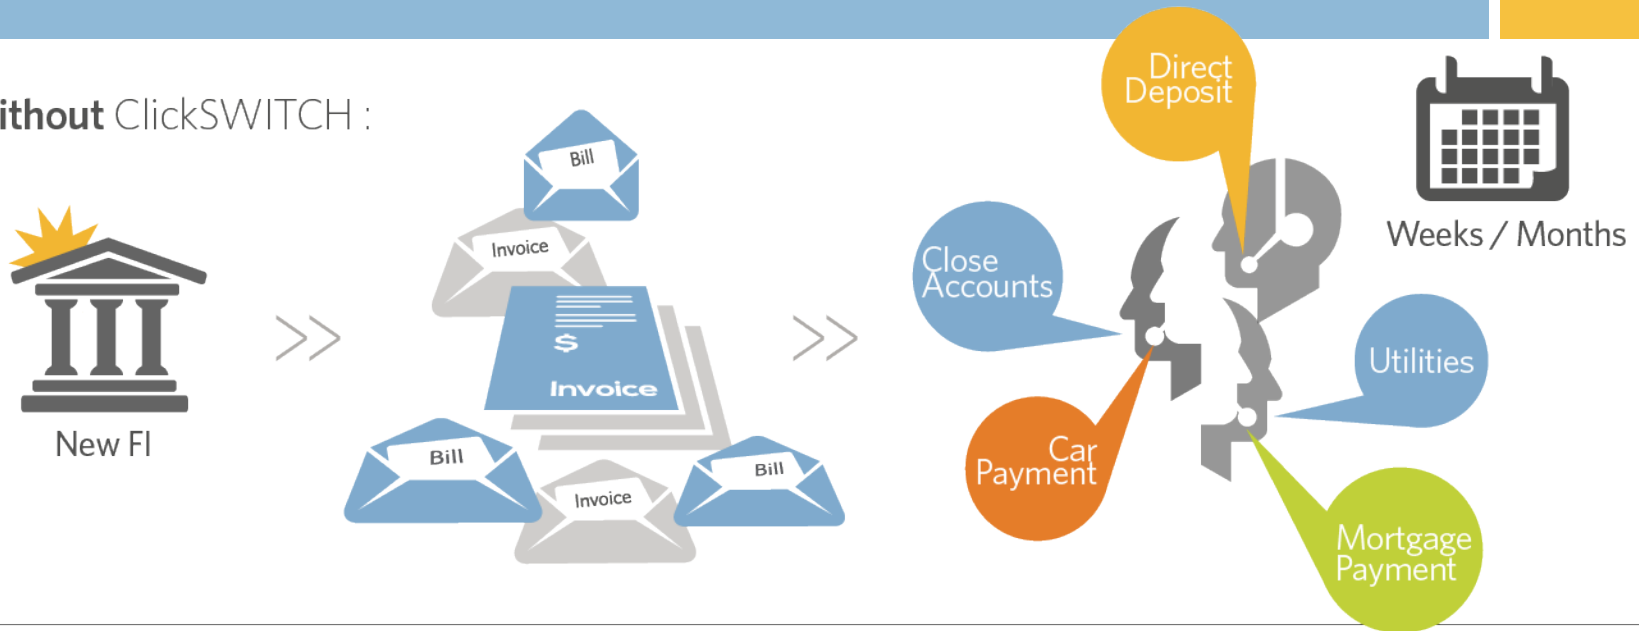 ithout ClickSWITCH :
New FI
Bill
Invoice
$
Invoice
Bill
Invoice
Bill
Direct
Deposit
Close
Accounts
Car
Payment
Utilities
Mortgage
Payment
Weeks / Months